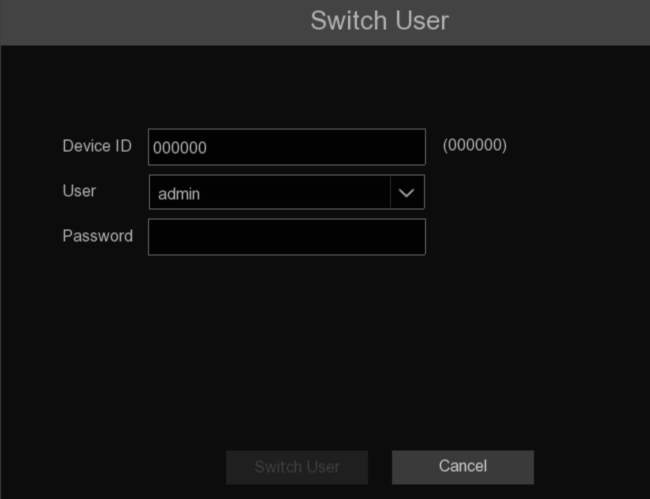 Switch User
Device ID 000000 (000000)
User admin
Password
Switch User Cancel